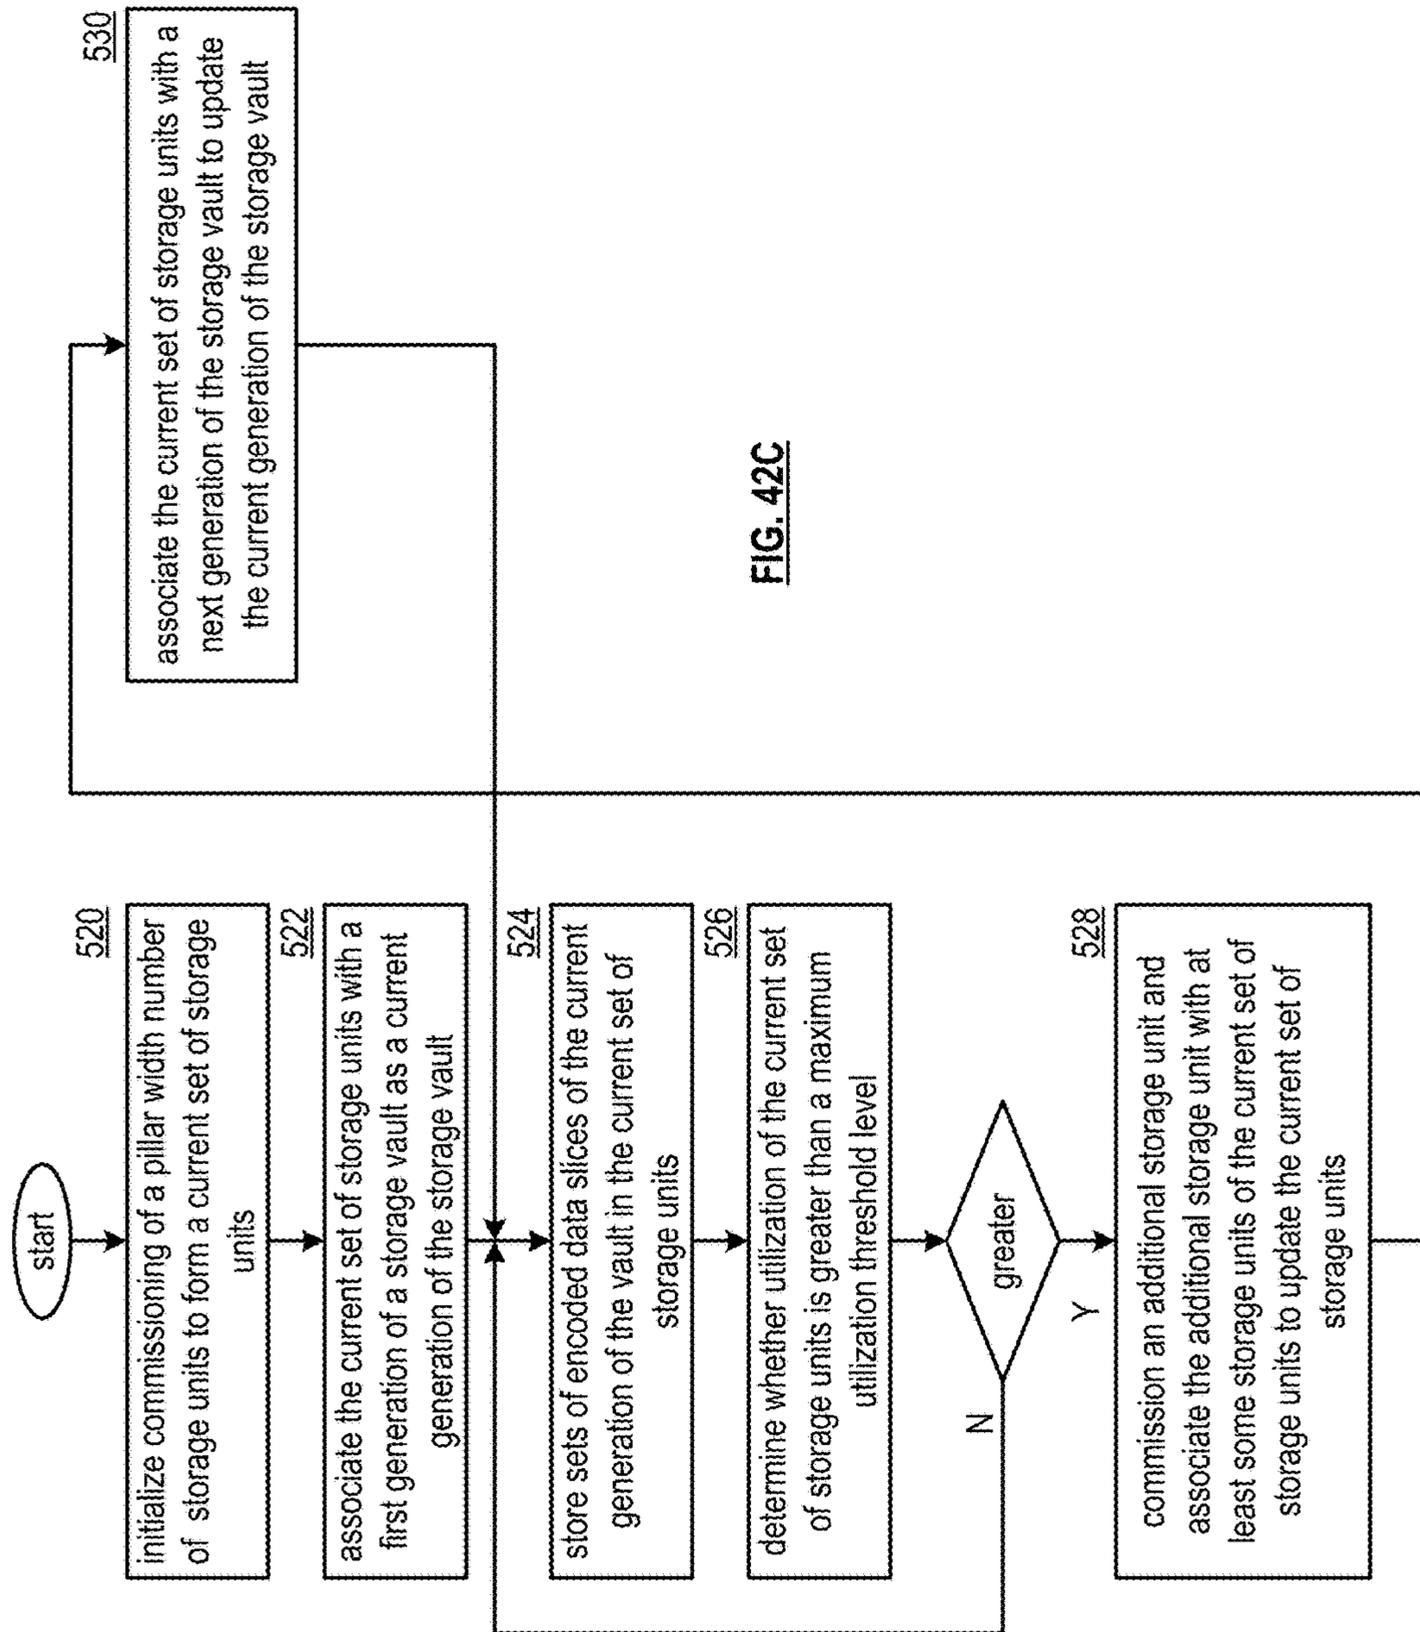 start
520
initialize commissioning of a pillar width number
of storage units to form a current set of storage
units
522
associate the current set of storage units with a
first generation of a storage vault as a current
generation of the storage vault
524
store sets of encoded data slices of the current
generation of the vault in the current set of
storage units
526
determine whether utilization of the current set
of storage units is greater than a maximum
utilization threshold level
greater
N
Y
528
commission an additional storage unit and
associate the additional storage unit with at
least some storage units of the current set of
storage units to update the current set of
storage units
530
associate the current set of storage units with a
next generation of the storage vault to update
the current generation of the storage vault
FIG. 42C